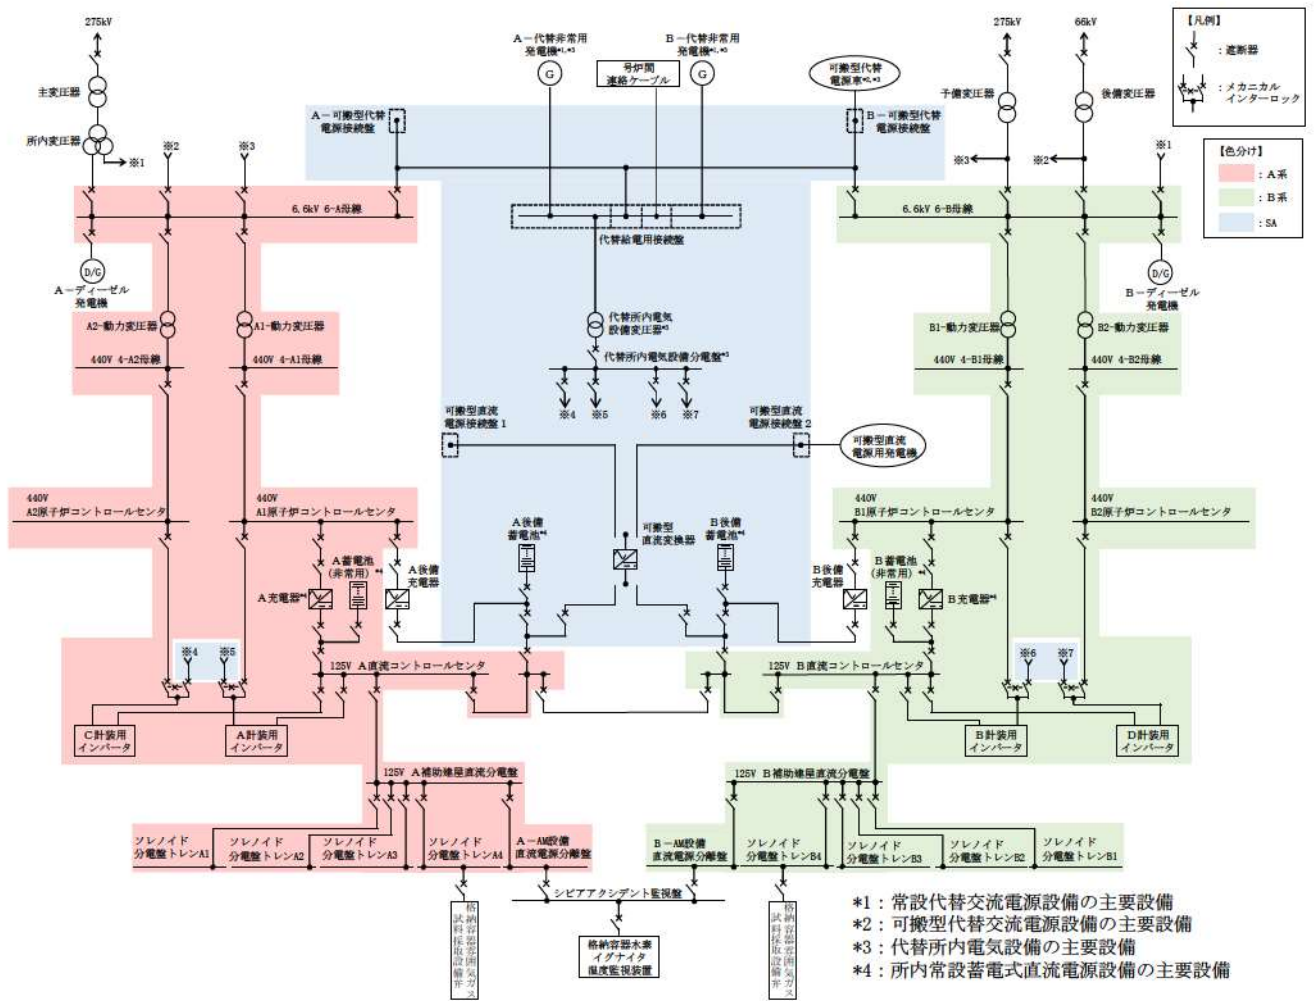 275kV
主変圧器
所内変圧器
※1
※2
※3
A－代替非常用
発電機*1,*3
B－代替非常用
発電機*1,*3
G
G
号炉間
連絡ケーブル
可搬型代替
電源車*2,*3
A－可搬型代替
電源接続盤
B－可搬型代替
電源接続盤
275kV
66kV
予備変圧器
後備変圧器
※3
※2
※1
【凡例】
：遮断器
：メカニカル
インターロック
【色分け】
：A系
：B系
：SA
6.6kV 6-A母線
6.6kV 6-B母線
代替給電用接続盤
D/G
A－ディーゼル
発電機
D/G
B－ディーゼル
発電機
A2-動力変圧器
A1-動力変圧器
代替所内電気
設備変圧器*3
B1-動力変圧器
B2-動力変圧器
440V 4-A2母線
440V 4-A1母線
代替所内電気設備分電盤*3
440V 4-B1母線
440V 4-B2母線
※4
※5
※6
※7
可搬型直流
電源接続盤1
可搬型直流
電源接続盤2
可搬型直流
電源用発電機
440V
A2原子炉コントロールセンタ
440V
A1原子炉コントロールセンタ
440V
B1原子炉コントロールセンタ
440V
B2原子炉コントロールセンタ
A後備
蓄電池*4
可搬型
直流変換器
B後備
蓄電池*4
A蓄電池
(非常用)*4
A後備
充電器
A充電器*4
B後備
充電器
B蓄電池
(非常用)*4
B充電器*4
※4
※5
※6
※7
125V A直流コントロールセンタ
125V B直流コントロールセンタ
C計装用
インバータ
A計装用
インバータ
B計装用
インバータ
D計装用
インバータ
125V A補助建屋直流分電盤
125V B補助建屋直流分電盤
ソレノイド
分電盤トレンA1
ソレノイド
分電盤トレンA2
ソレノイド
分電盤トレンA3
ソレノイド
分電盤トレンA4
A－AM設備
直流電源分離盤
B－AM設備
直流電源分離盤
ソレノイド
分電盤トレンB4
ソレノイド
分電盤トレンB3
ソレノイド
分電盤トレンB2
ソレノイド
分電盤トレンB1
シビアアクシデント監視盤
格納容器雰囲気ガス
試料採取設備弁
格納容器水素
イグナイタ
温度監視装置
格納容器雰囲気ガス
試料採取設備弁
*1：常設代替交流電源設備の主要設備
*2：可搬型代替交流電源設備の主要設備
*3：代替所内電気設備の主要設備
*4：所内常設蓄電式直流電源設備の主要設備